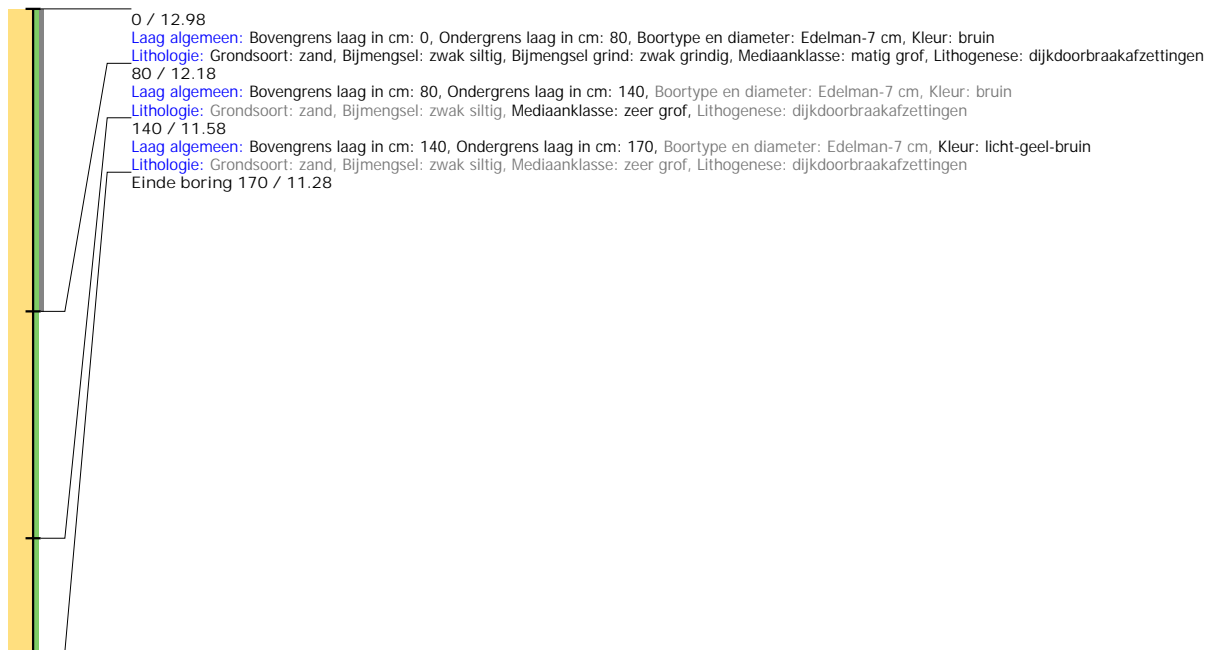 0 / 12.98
Laag algemeen: Bovengrens laag in cm: 0, Ondergrens laag in cm: 80, Boortype en diameter: Edelman-7 cm, Kleur: bruin
Lithologie: Grondsoort: zand, Bijmengsel: zwak siltig, Bijmengsel grind: zwak grindig, Mediaanklasse: matig grof, Lithogenese: dijkdoorbraakafzettingen
80 / 12.18
Laag algemeen: Bovengrens laag in cm: 80, Ondergrens laag in cm: 140, Boortype en diameter: Edelman-7 cm, Kleur: bruin
Lithologie: Grondsoort: zand, Bijmengsel: zwak siltig, Mediaanklasse: zeer grof, Lithogenese: dijkdoorbraakafzettingen
140 / 11.58
Laag algemeen: Bovengrens laag in cm: 140, Ondergrens laag in cm: 170, Boortype en diameter: Edelman-7 cm, Kleur: licht-geel-bruin
Lithologie: Grondsoort: zand, Bijmengsel: zwak siltig, Mediaanklasse: zeer grof, Lithogenese: dijkdoorbraakafzettingen
Einde boring 170 / 11.28